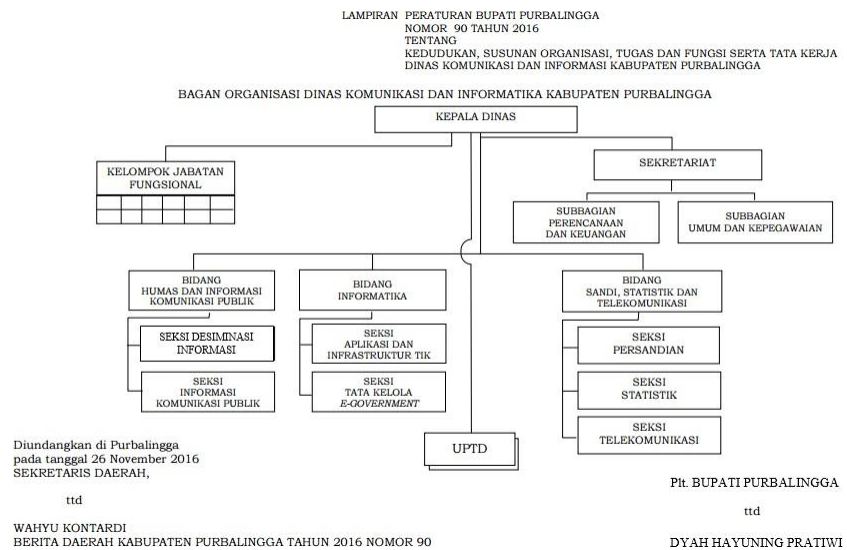 LAMPIRAN PERATURAN BUPATI PURBALINGGA
NOMOR 90 TAHUN 2016
TENTANG
KEDUDUKAN, SUSUNAN ORGANISASI, TUGAS DAN FUNGSI SERTA TATA KERJA
DINAS KOMUNIKASI DAN INFORMASI KABUPATEN PURBALINGGA
BAGAN ORGANISASI DINAS KOMUNIKASI DAN INFORMATIKA KABUPATEN PURBALINGGA
KEPALA DINAS
KELOMPOK JABATAN
FUNGSIONAL
SEKRETARIAT
SUBBAGIAN
PERENCANAAN
DAN KEUANGAN
SUBBAGIAN
UMUM DAN KEPEGAWAIAN
BIDANG
HUMAS DAN INFORMASI
KOMUNIKASI PUBLIK
BIDANG
INFORMATIKA
BIDANG
SANDI, STATISTIK DAN
TELEKOMUNIKASI
SEKSI DESIMINASI
INFORMASI
SEKSI
APLIKASI DAN
INFRASTRUKTUR TIK
SEKSI
PERSANDIAN
SEKSI
INFORMASI
KOMUNIKASI PUBLIK
SEKSI
TATA KELOLA
E-GOVERNMENT
SEKSI
STATISTIK
SEKSI
TELEKOMUNIKASI
UPTD
Diundangkan di Purbalingga
pada tanggal 26 November 2016
SEKRETARIS DAERAH,
ttd
WAHYU KONTARDI
BERITA DAERAH KABUPATEN PURBALINGGA TAHUN 2016 NOMOR 90
Plt. BUPATI PURBALINGGA
ttd
DYAH HAYUNING PRATIWI